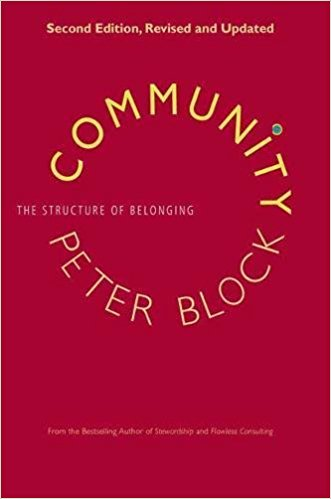 Second Edition, Revised and Updated
COMMUNiTY
THE STRUCTURE OF BELONGING
PETER BLOCK
From the Bestselling Author of Stewardship and Flawless Consulting